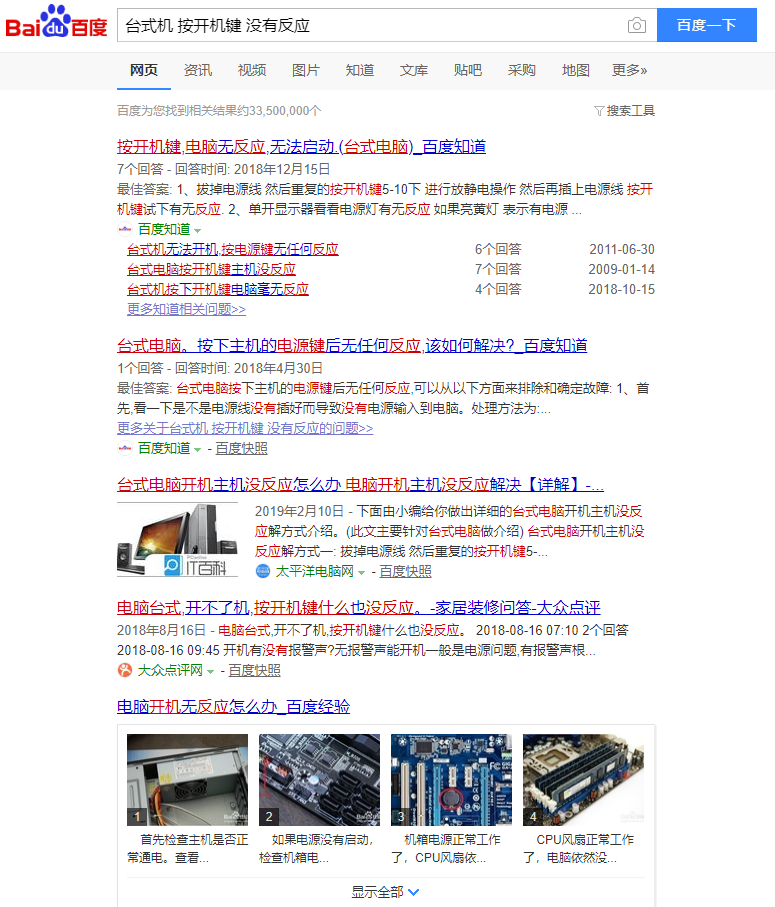 Bai du 百度
台式机 按开机键 没有反应
百度一下
网页 资讯 视频 图片 知道 文库 贴吧 采购 地图 更多»
百度为您找到相关结果约33,500,000个
搜索工具
按开机键,电脑无反应,无法启动.(台式电脑)_百度知道
7个回答 - 回答时间: 2018年12月15日
最佳答案: 1、拔掉电源线 然后重复的按开机键5-10下 进行放静电操作 然后再插上电源线 按开
机键试下有无反应. 2、单开显示器看看电源灯有无反应 如果亮黄灯 表示有电源 ...
百度知道
台式机无法开机,按电源键无任何反应 6个回答 2011-06-30
台式电脑按开机键主机没反应 7个回答 2009-01-14
台式机按下开机键电脑毫无反应 4个回答 2018-10-15
更多知道相关问题>>
台式电脑。按下主机的电源键后无任何反应,该如何解决?_百度知道
1个回答 - 回答时间: 2018年4月30日
最佳答案: 台式电脑按下主机的电源键后无任何反应,可以从以下方面来排除和确定故障: 1、首
先,看一下是不是电源线没有插好而导致没有电源输入到电脑。处理方法为:...
更多关于台式机 按开机键 没有反应的问题>>
百度知道 - 百度快照
台式电脑开机主机没反应怎么办 电脑开机主机没反应解决【详解】-...
2019年2月10日 - 下面由小编给你做出详细的台式电脑开机主机没反
应解方式介绍。(此文主要针对台式电脑做介绍) 台式电脑开机主机没
反应解方式一: 拔掉电源线 然后重复的按开机键5-...
PConline
IT百科
太平洋电脑网 - 百度快照
电脑台式,开不了机,按开机键什么也没反应。-家居装修问答-大众点评
2018年8月16日 - 电脑台式,开不了机,按开机键什么也没反应。 2018-08-16 07:10 2个回答
2018-08-16 09:45 开机有没有报警声?无报警声能开机一般是电源问题,有报警声根...
大众点评网 - 百度快照
电脑开机无反应怎么办_百度经验
1 2 3 4
首先检查主机是否正
常通电。查看...
如果电源没有启动，
检查机箱电...
机箱电源正常工作
了，CPU风扇依...
CPU风扇正常工作
了，电脑依然没...
显示全部